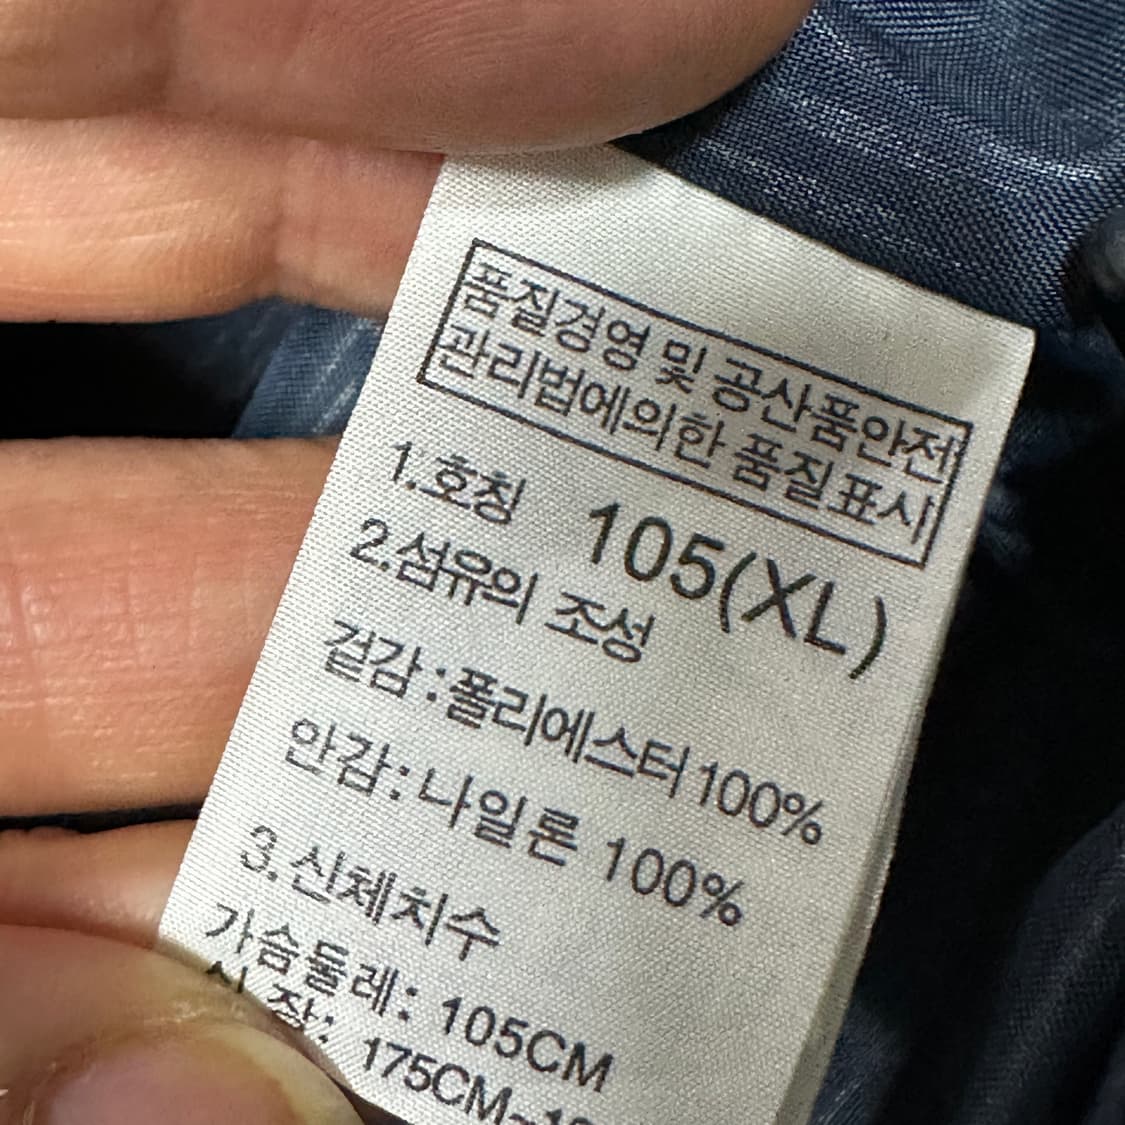 품질경영 및 공산품안전
관리법에의한 품질표시
1.호칭 105(XL)
2.섬유의 조성
겉감:폴리에스터100%
안감:나일론 100%
3.신체치수
가슴둘레: 105CM
175CM~